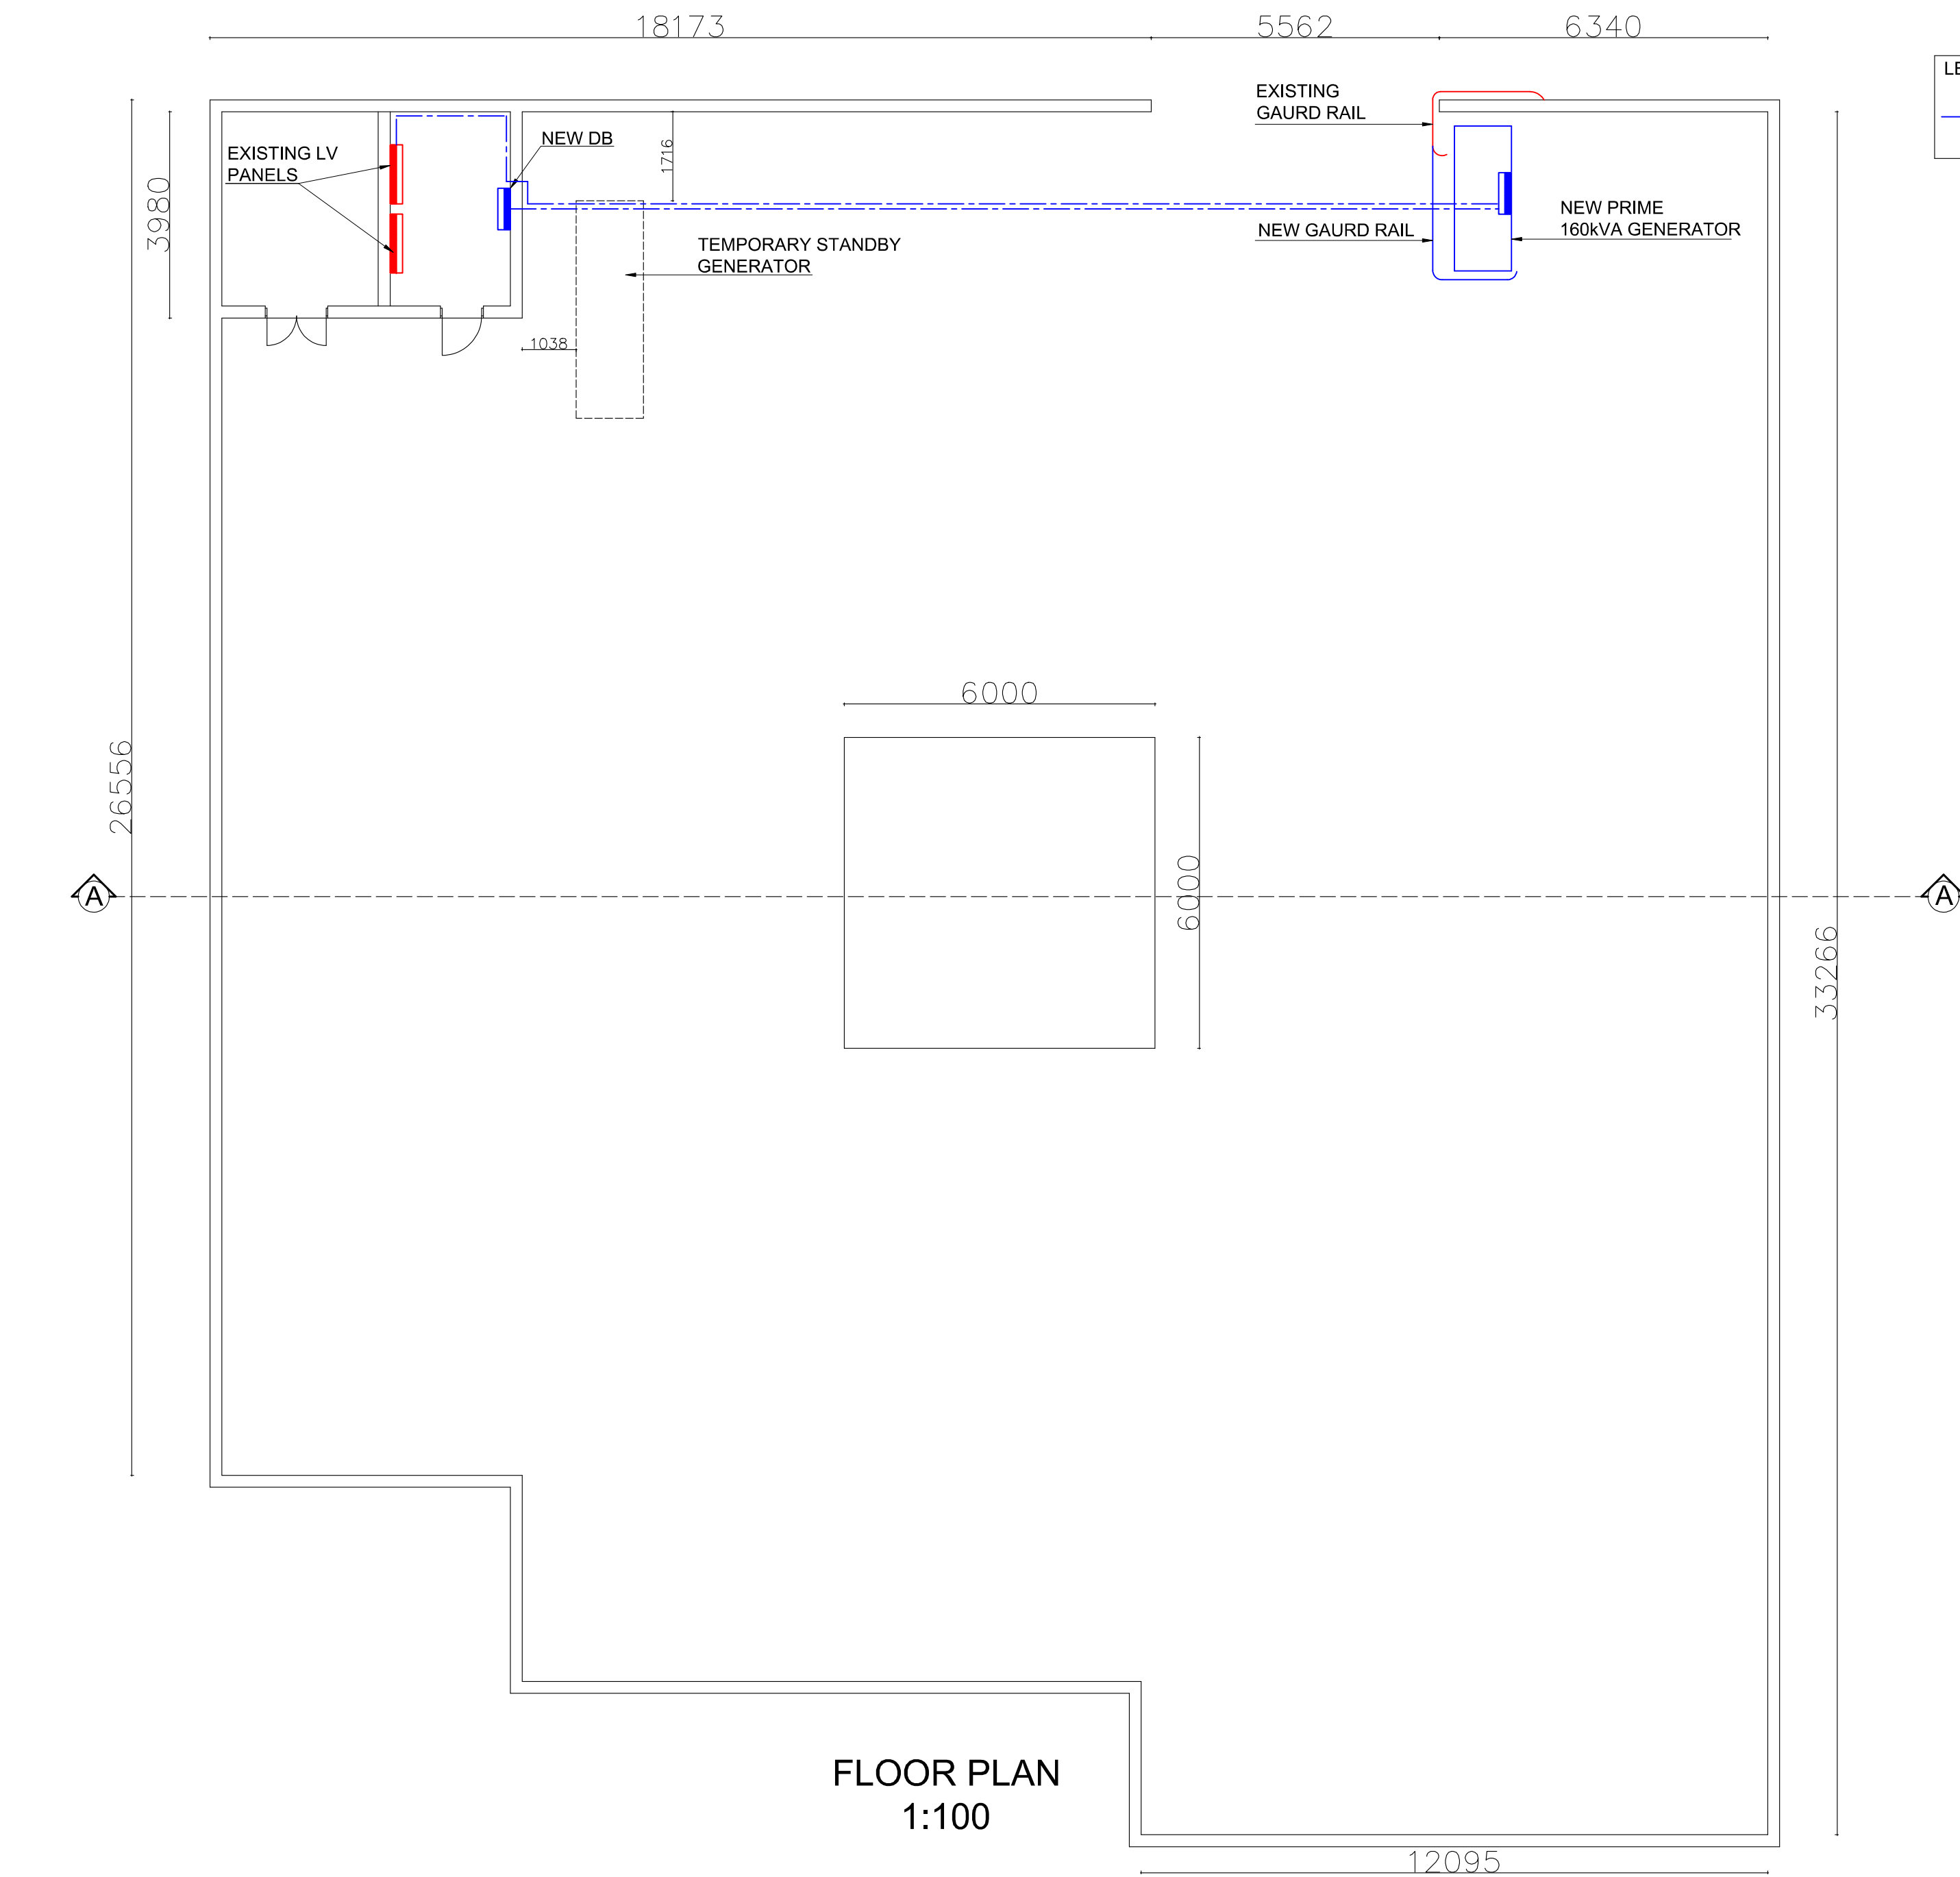 18173
5562
6340
LE
EXISTING
GAURD RAIL
NEW DB
EXISTING LV
PANELS
1716
3980
NEW PRIME
160kVA GENERATOR
NEW GAURD RAIL
TEMPORARY STANDBY
GENERATOR
1038
6000
26556
6000
A
A
33266
FLOOR PLAN
1:100
12095